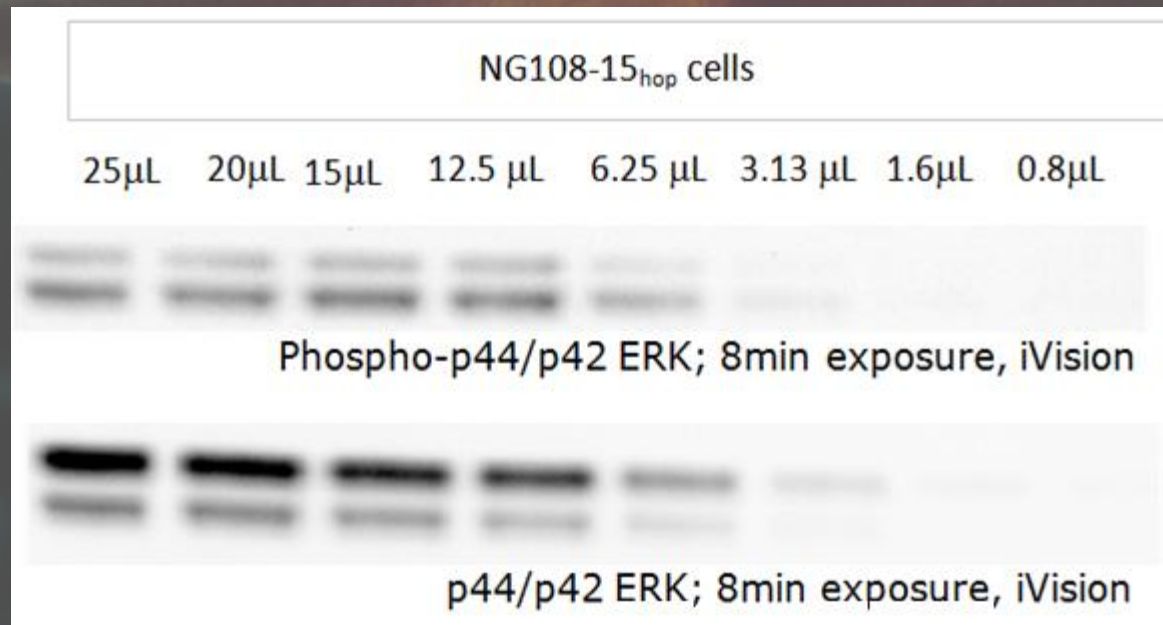 NG108-15hop cells
25µL 20µL 15µL 12.5 µL 6.25 µL 3.13 µL 1.6µL 0.8µL
Phospho-p44/p42 ERK; 8min exposure, iVision
p44/p42 ERK; 8min exposure, iVision